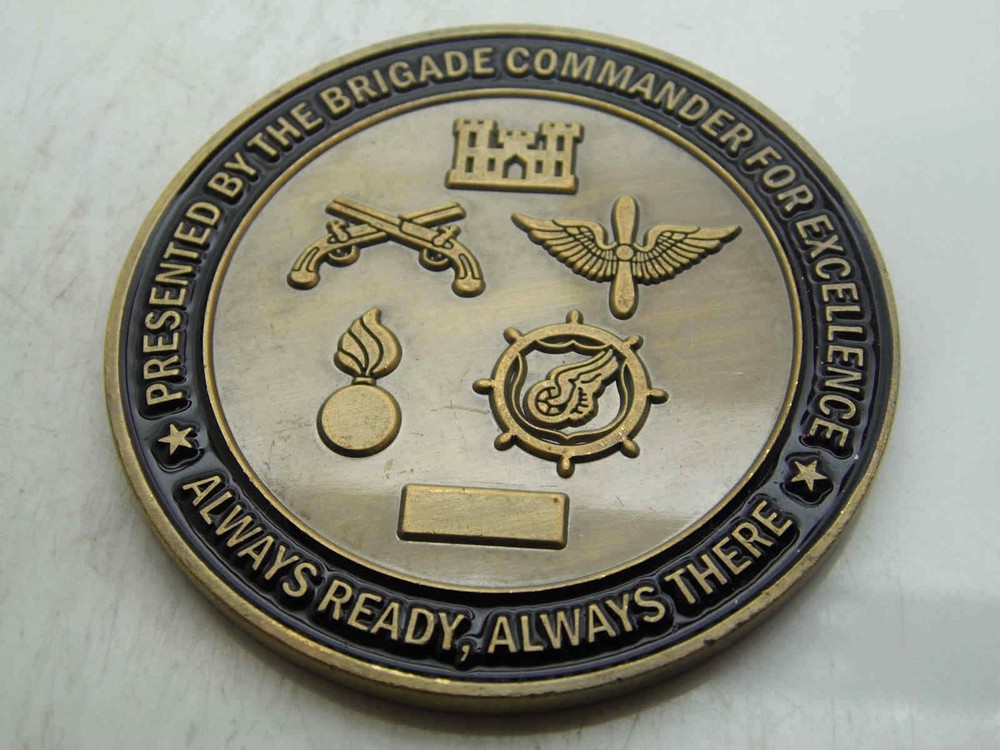 PRESENTED BY THE BRIGADE COMMANDER FOR EXCELLENCE
ALWAYS READY, ALWAYS THERE